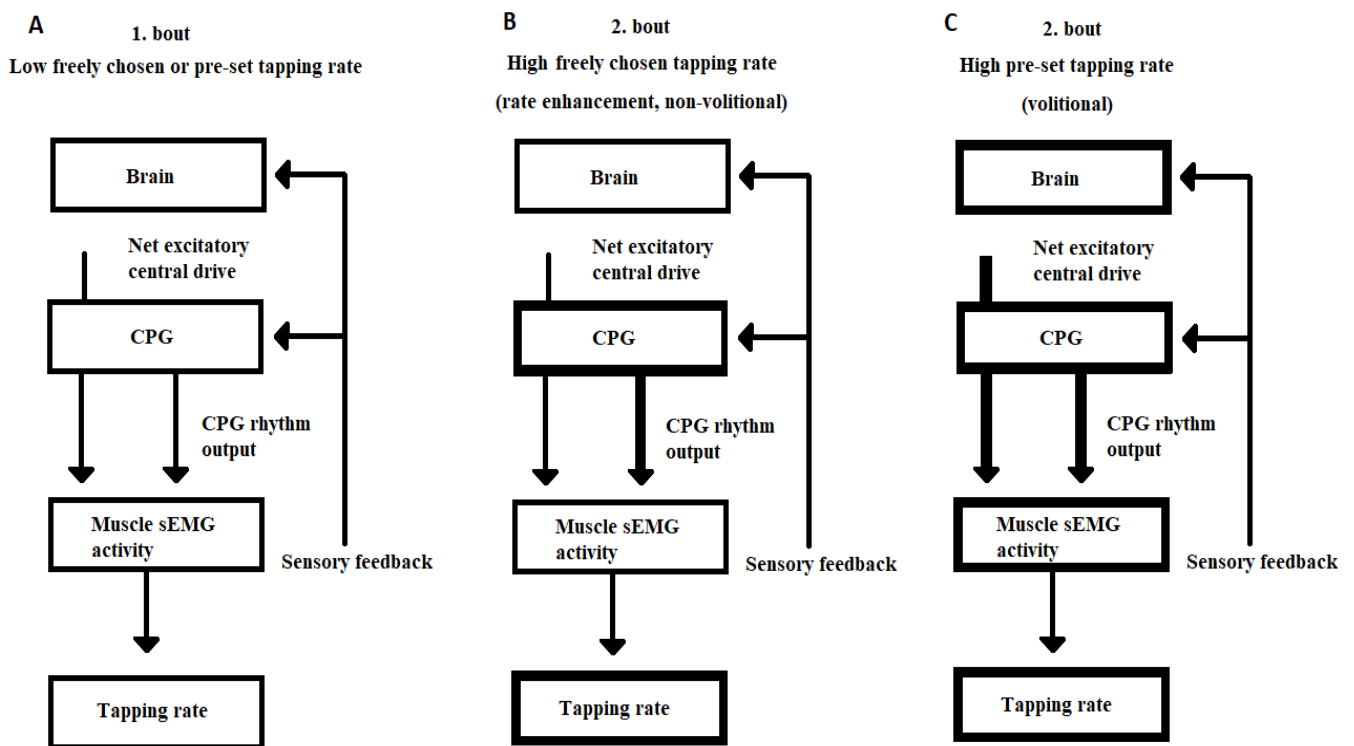 A
1. bout
Low freely chosen or pre-set tapping rate
Brain
Net excitatory
central drive
CPG
CPG rhythm
output
Muscle sEMG
activity
Sensory feedback
Tapping rate
B
2. bout
High freely chosen tapping rate
(rate enhancement, non-volitional)
Brain
Net excitatory
central drive
CPG
CPG rhythm
output
Muscle sEMG
activity
Sensory feedback
Tapping rate
C
2. bout
High pre-set tapping rate
(volitional)
Brain
Net excitatory
central drive
CPG
CPG rhythm
output
Muscle sEMG
activity
Sensory feedback
Tapping rate